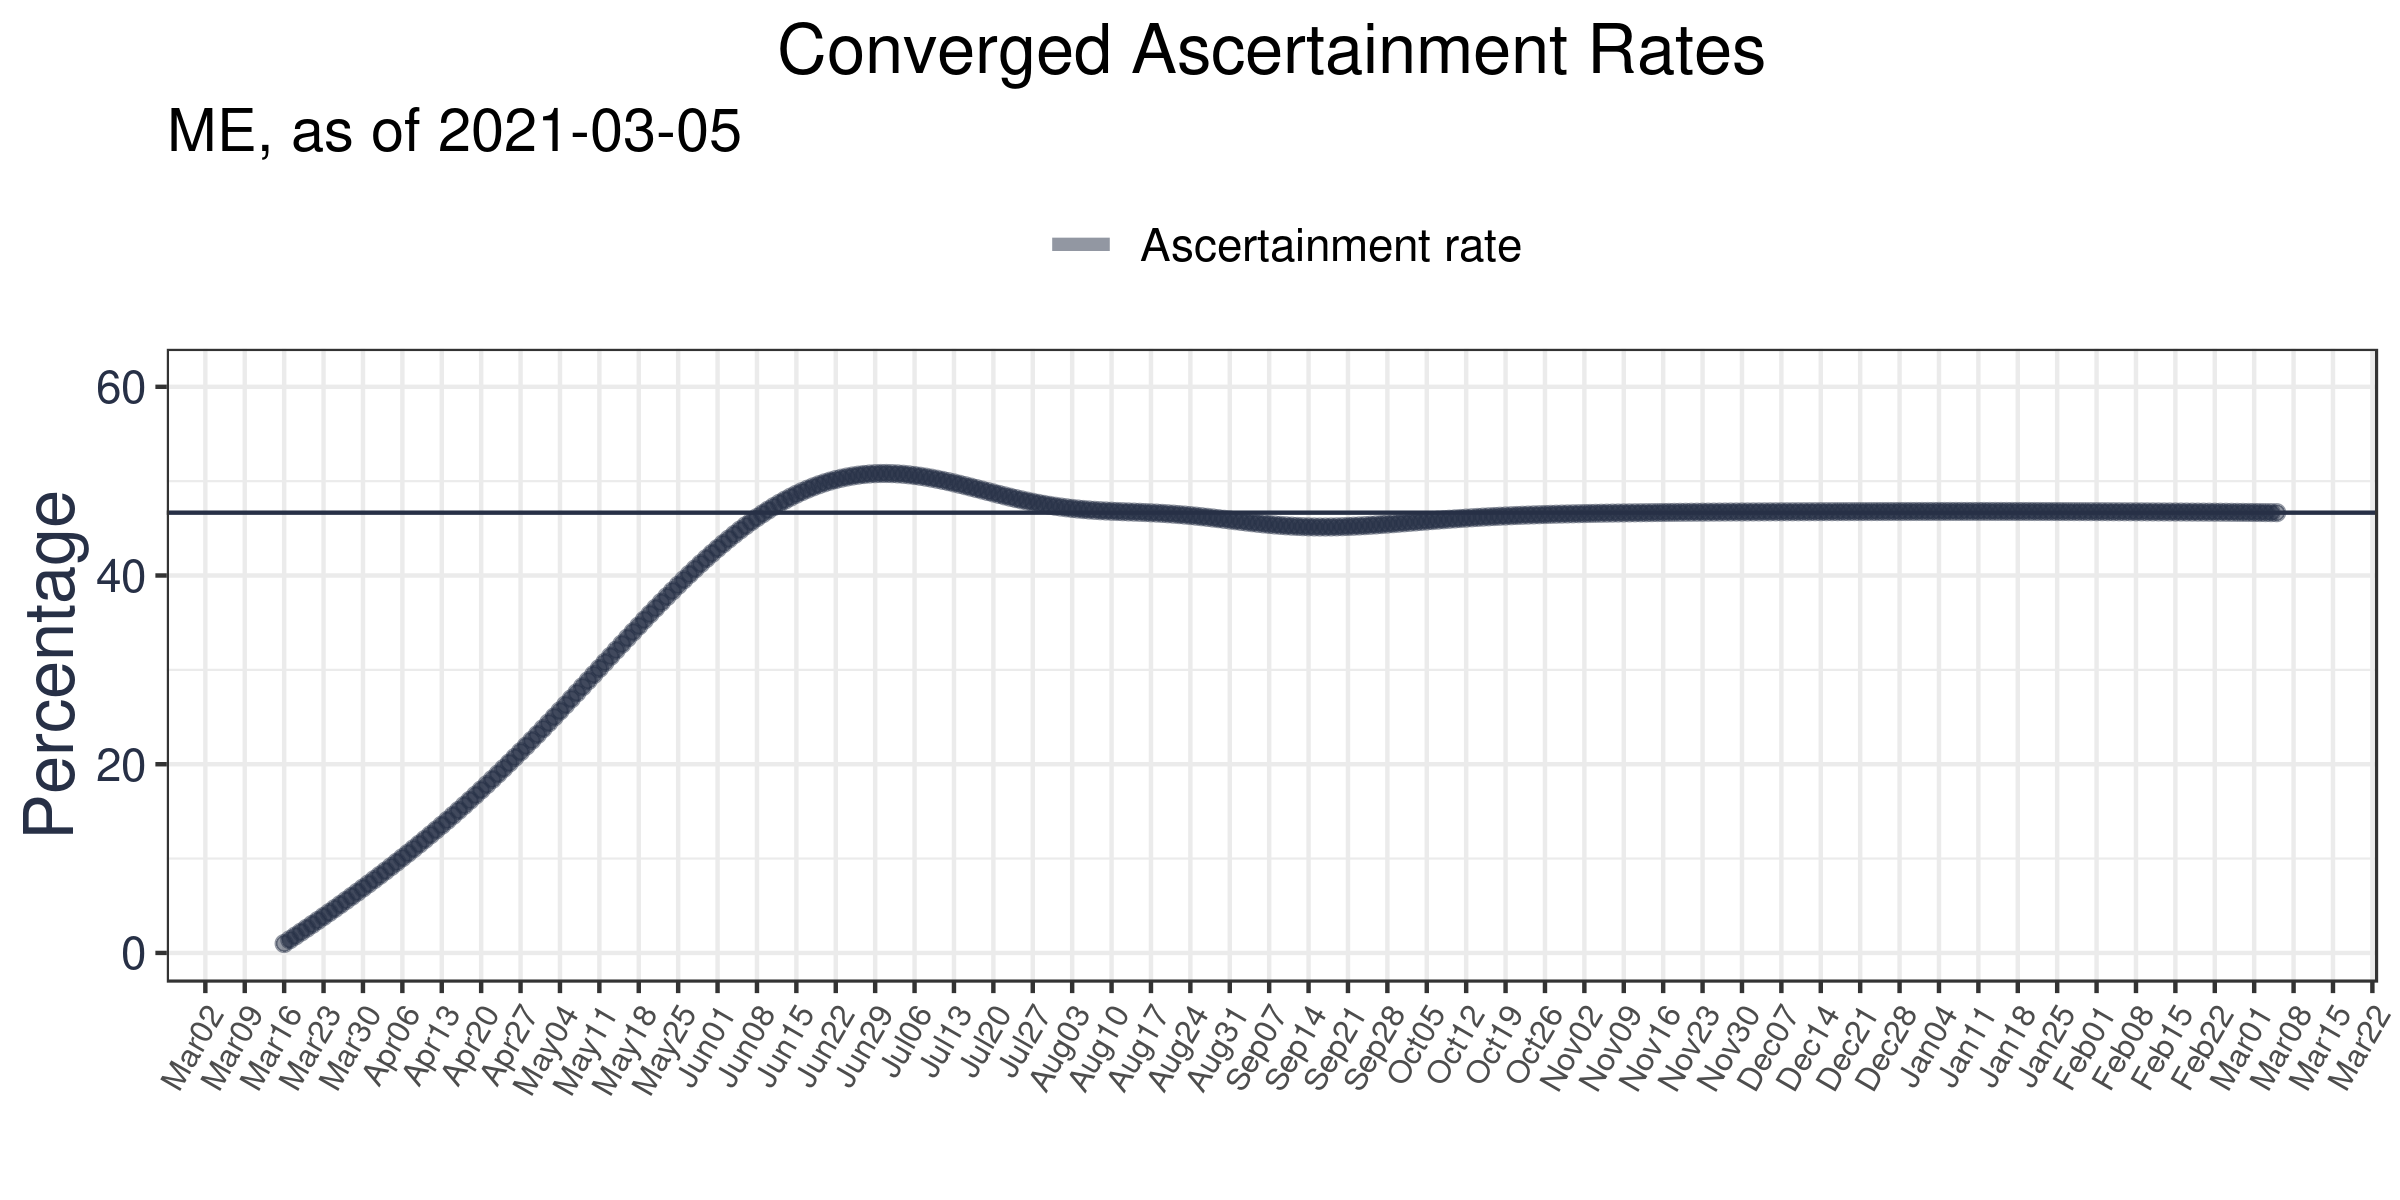 Converged Ascertainment Rates
ME, as of 2021-03-05
Ascertainment rate
Percentage
60
40
20
0
Mar02
Mar09
Mar16
Mar23
Mar30
Apr06
Apr13
Apr20
Apr27
May04
May11
May18
May25
Jun01
Jun08
Jun15
Jun22
Jun29
Jul06
Jul13
Jul20
Jul27
Aug03
Aug10
Aug17
Aug24
Aug31
Sep07
Sep14
Sep21
Sep28
Oct05
Oct12
Oct19
Oct26
Nov02
Nov09
Nov16
Nov23
Nov30
Dec07
Dec14
Dec21
Dec28
Jan04
Jan11
Jan18
Jan25
Feb01
Feb08
Feb15
Feb22
Mar01
Mar08
Mar15
Mar22